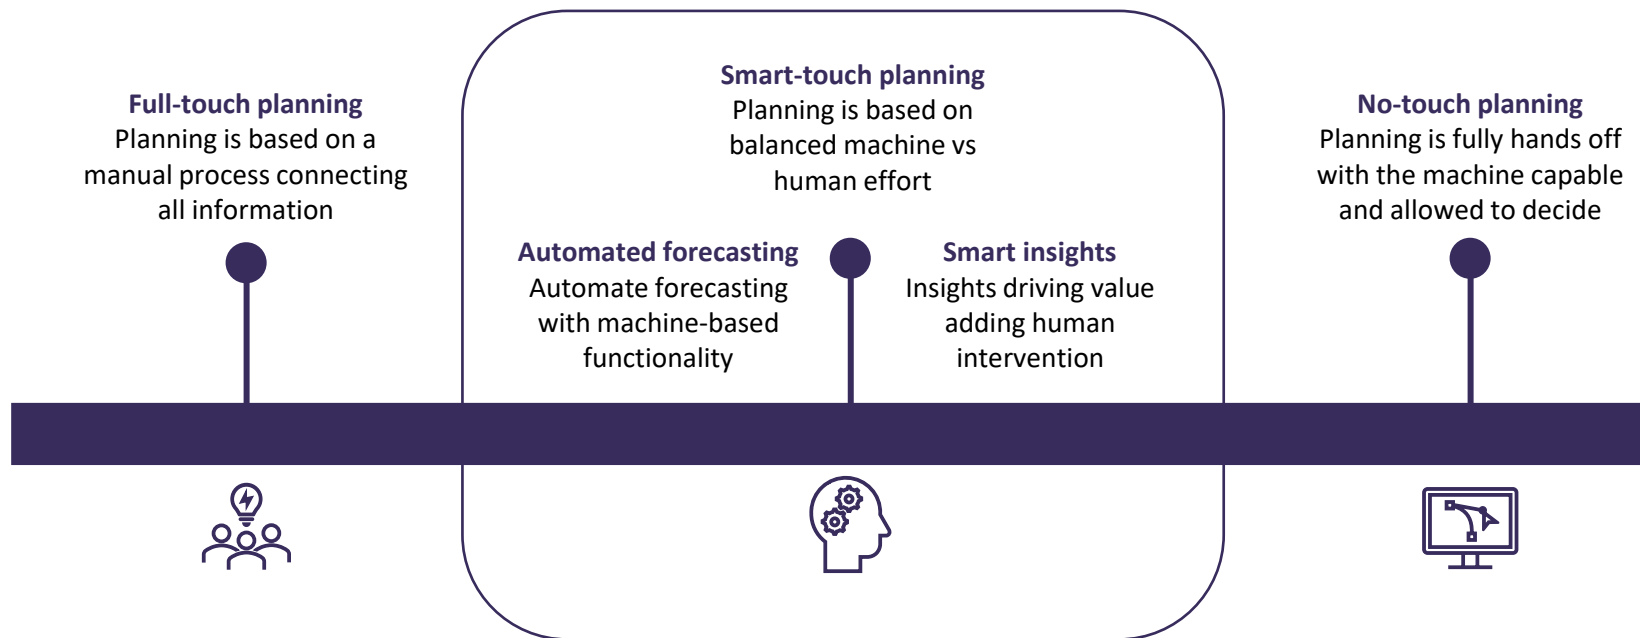 Full-touch planning
Planning is based on a
manual process connecting
all information
Smart-touch planning
Planning is based on
balanced machine vs
human effort
Automated forecasting
Automate forecasting
with machine-based
functionality
Smart insights
Insights driving value
adding human
intervention
No-touch planning
Planning is fully hands off
with the machine capable
and allowed to decide